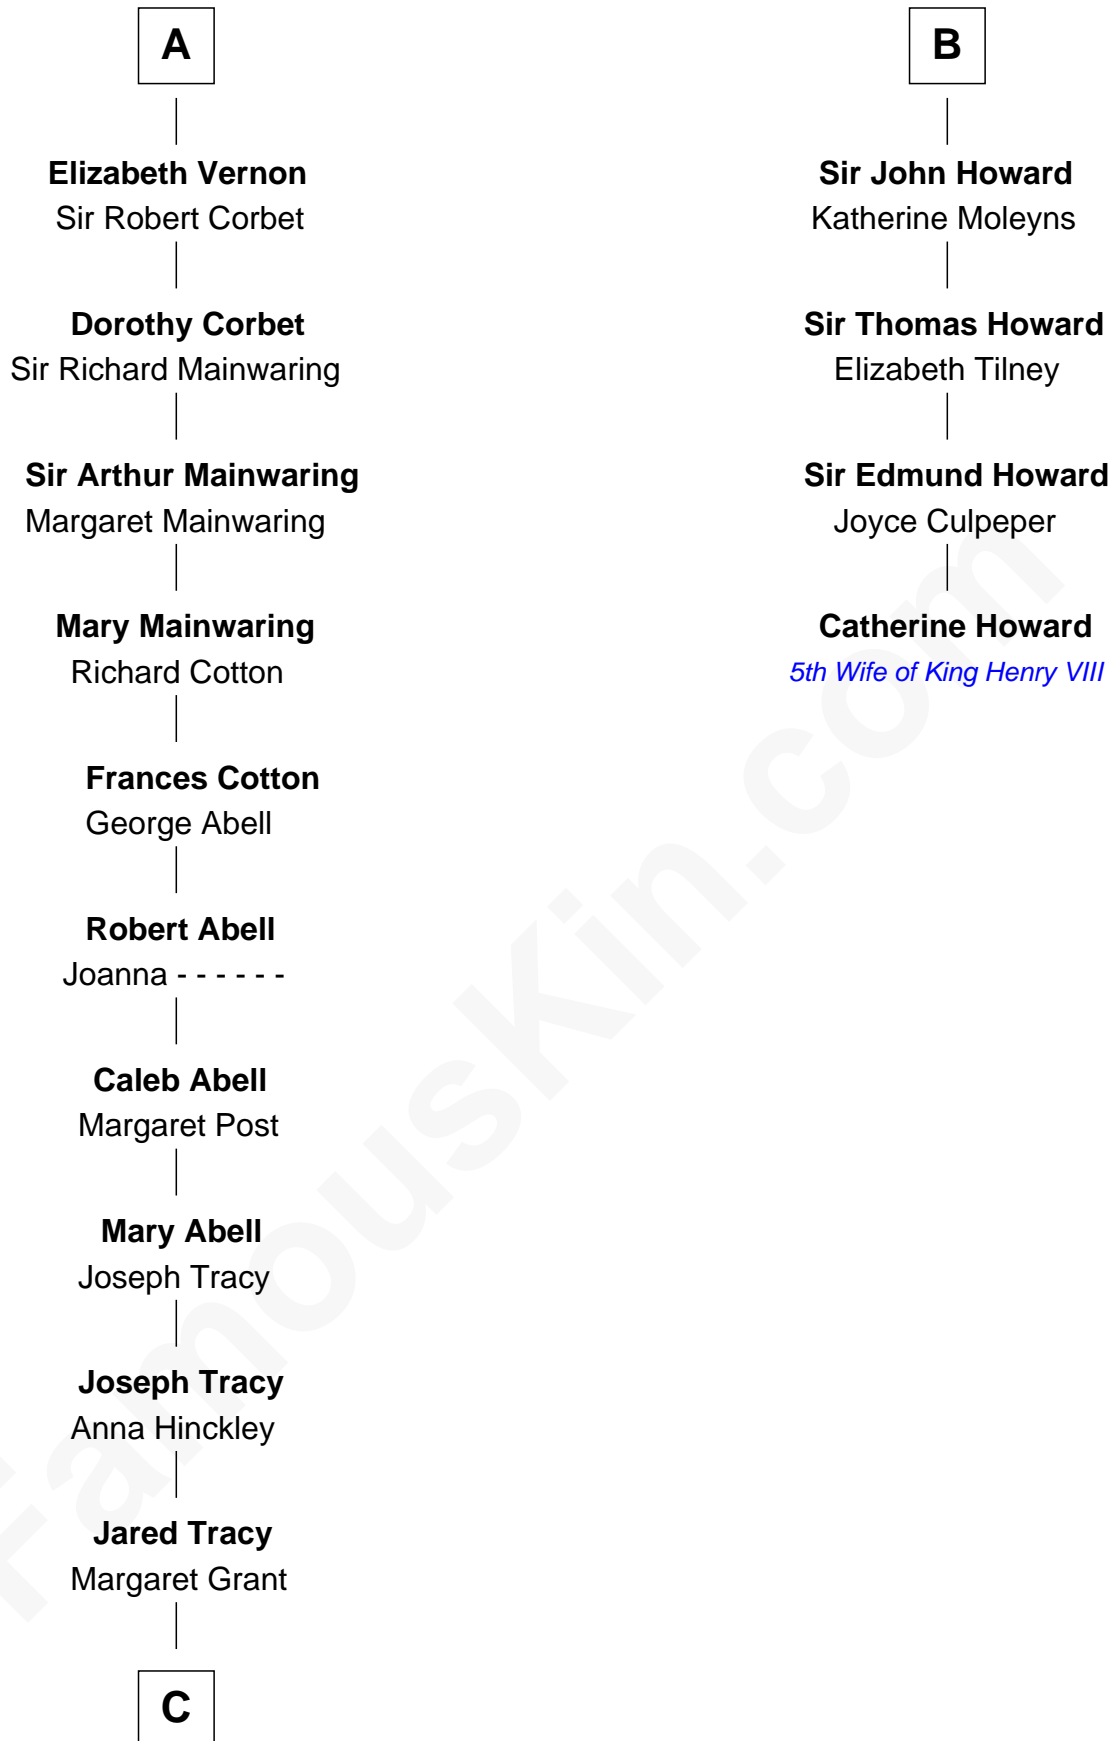 A
Elizabeth Vernon
Sir Robert Corbet
Dorothy Corbet
Sir Richard Mainwaring
Sir Arthur Mainwaring
Margaret Mainwaring
Mary Mainwaring
Richard Cotton
Frances Cotton
George Abell
Robert Abell
Joanna - - - - - -
Caleb Abell
Margaret Post
Mary Abell
Joseph Tracy
Joseph Tracy
Anna Hinckley
Jared Tracy
Margaret Grant
C
B
Sir John Howard
Katherine Moleyns
Sir Thomas Howard
Elizabeth Tilney
Sir Edmund Howard
Joyce Culpeper
Catherine Howard
5th Wife of King Henry VIII
FamousKin.com